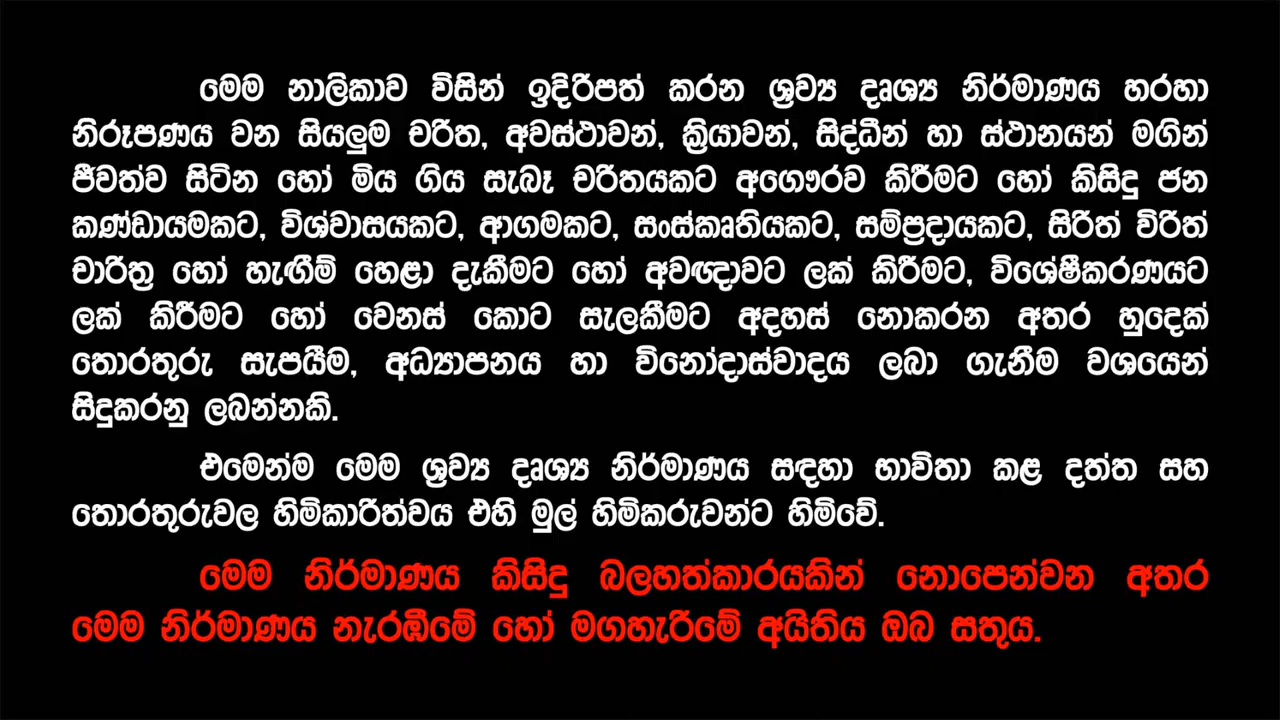 මෙම නාලිකාව විසින් ඉදිරිපත් කරන ශ්‍රව්‍ය දෘශ්‍ය නිර්මාණය හරහා
නිරූපණය වන සියලුම චරිත, අවස්ථාවන්, ක්‍රියාවන්, සිද්ධීන් හා ස්ථානයන් මගින්
ජීවත්ව සිටින හෝ මිය ගිය සැබෑ චරිතයකට අගෞරව කිරීමට හෝ කිසිදු ජන
කණ්ඩායමකට, විශ්වාසයකට, ආගමකට, සංස්කෘතියකට, සම්ප්‍රදායකට, සිරිත් විරිත්
චාරිත්‍ර හෝ හැඟීම් හෙළා දැකීමට හෝ අවඥාවට ලක් කිරීමට, විශේෂීකරණයට
ලක් කිරීමට හෝ වෙනස් කොට සැලකීමට අදහස් නොකරන අතර හුදෙක්
තොරතුරු සැපයීම, අධ්‍යාපනය හා විනෝදාස්වාදය ලබා ගැනීම වශයෙන්
සිදුකරනු ලබන්නකි.
එමෙන්ම මෙම ශ්‍රව්‍ය දෘශ්‍ය නිර්මාණය සඳහා භාවිතා කළ දත්ත සහ
තොරතුරුවල හිමිකාරිත්වය එහි මුල් හිමිකරුවන්ට හිමිවේ.
මෙම නිර්මාණය කිසිදු බලහත්කාරයකින් නොපෙන්වන අතර
මෙම නිර්මාණය නැරඹීමේ හෝ මගහැරීමේ අයිතිය ඔබ සතුය.